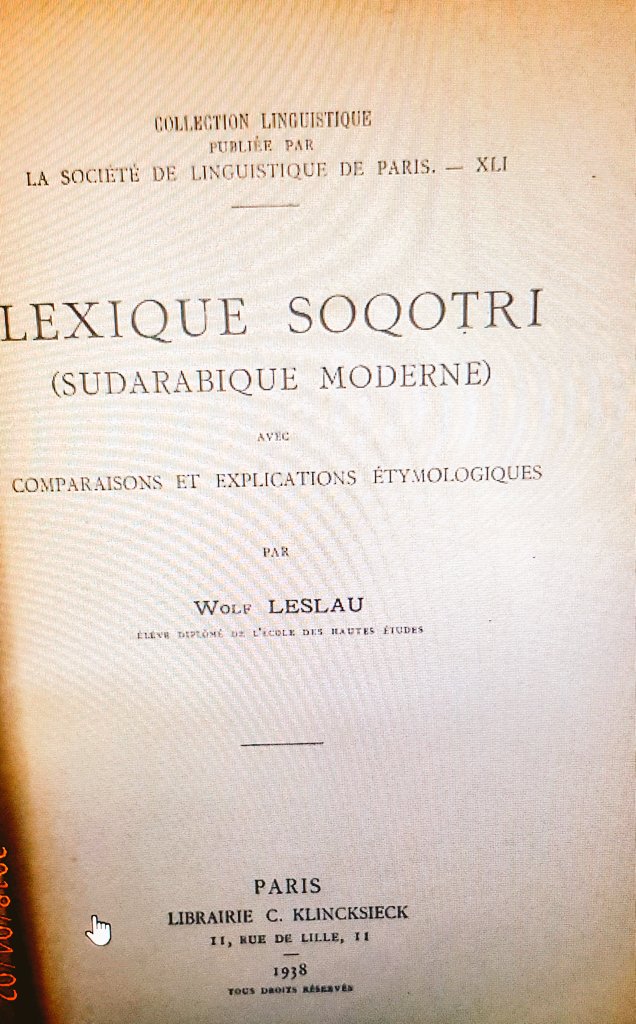 COLLECTION LINGUISTIQUE
PUBLIÉE PAR
LA SOCIÉTÉ DE LINGUISTIQUE DE PARIS. — XLI
LEXIQUE SOQOṬRI
(SUDARABIQUE MODERNE)
AVEC
COMPARAISONS ET EXPLICATIONS ÉTYMOLOGIQUES
PAR
WOLF LESLAU
ÉLÈVE DIPLÔMÉ DE L'ÉCOLE DES HAUTES ÉTUDES
PARIS
LIBRAIRIE C. KLINCKSIECK
11, RUE DE LILLE, 11
1938
TOUS DROITS RÉSERVÉS